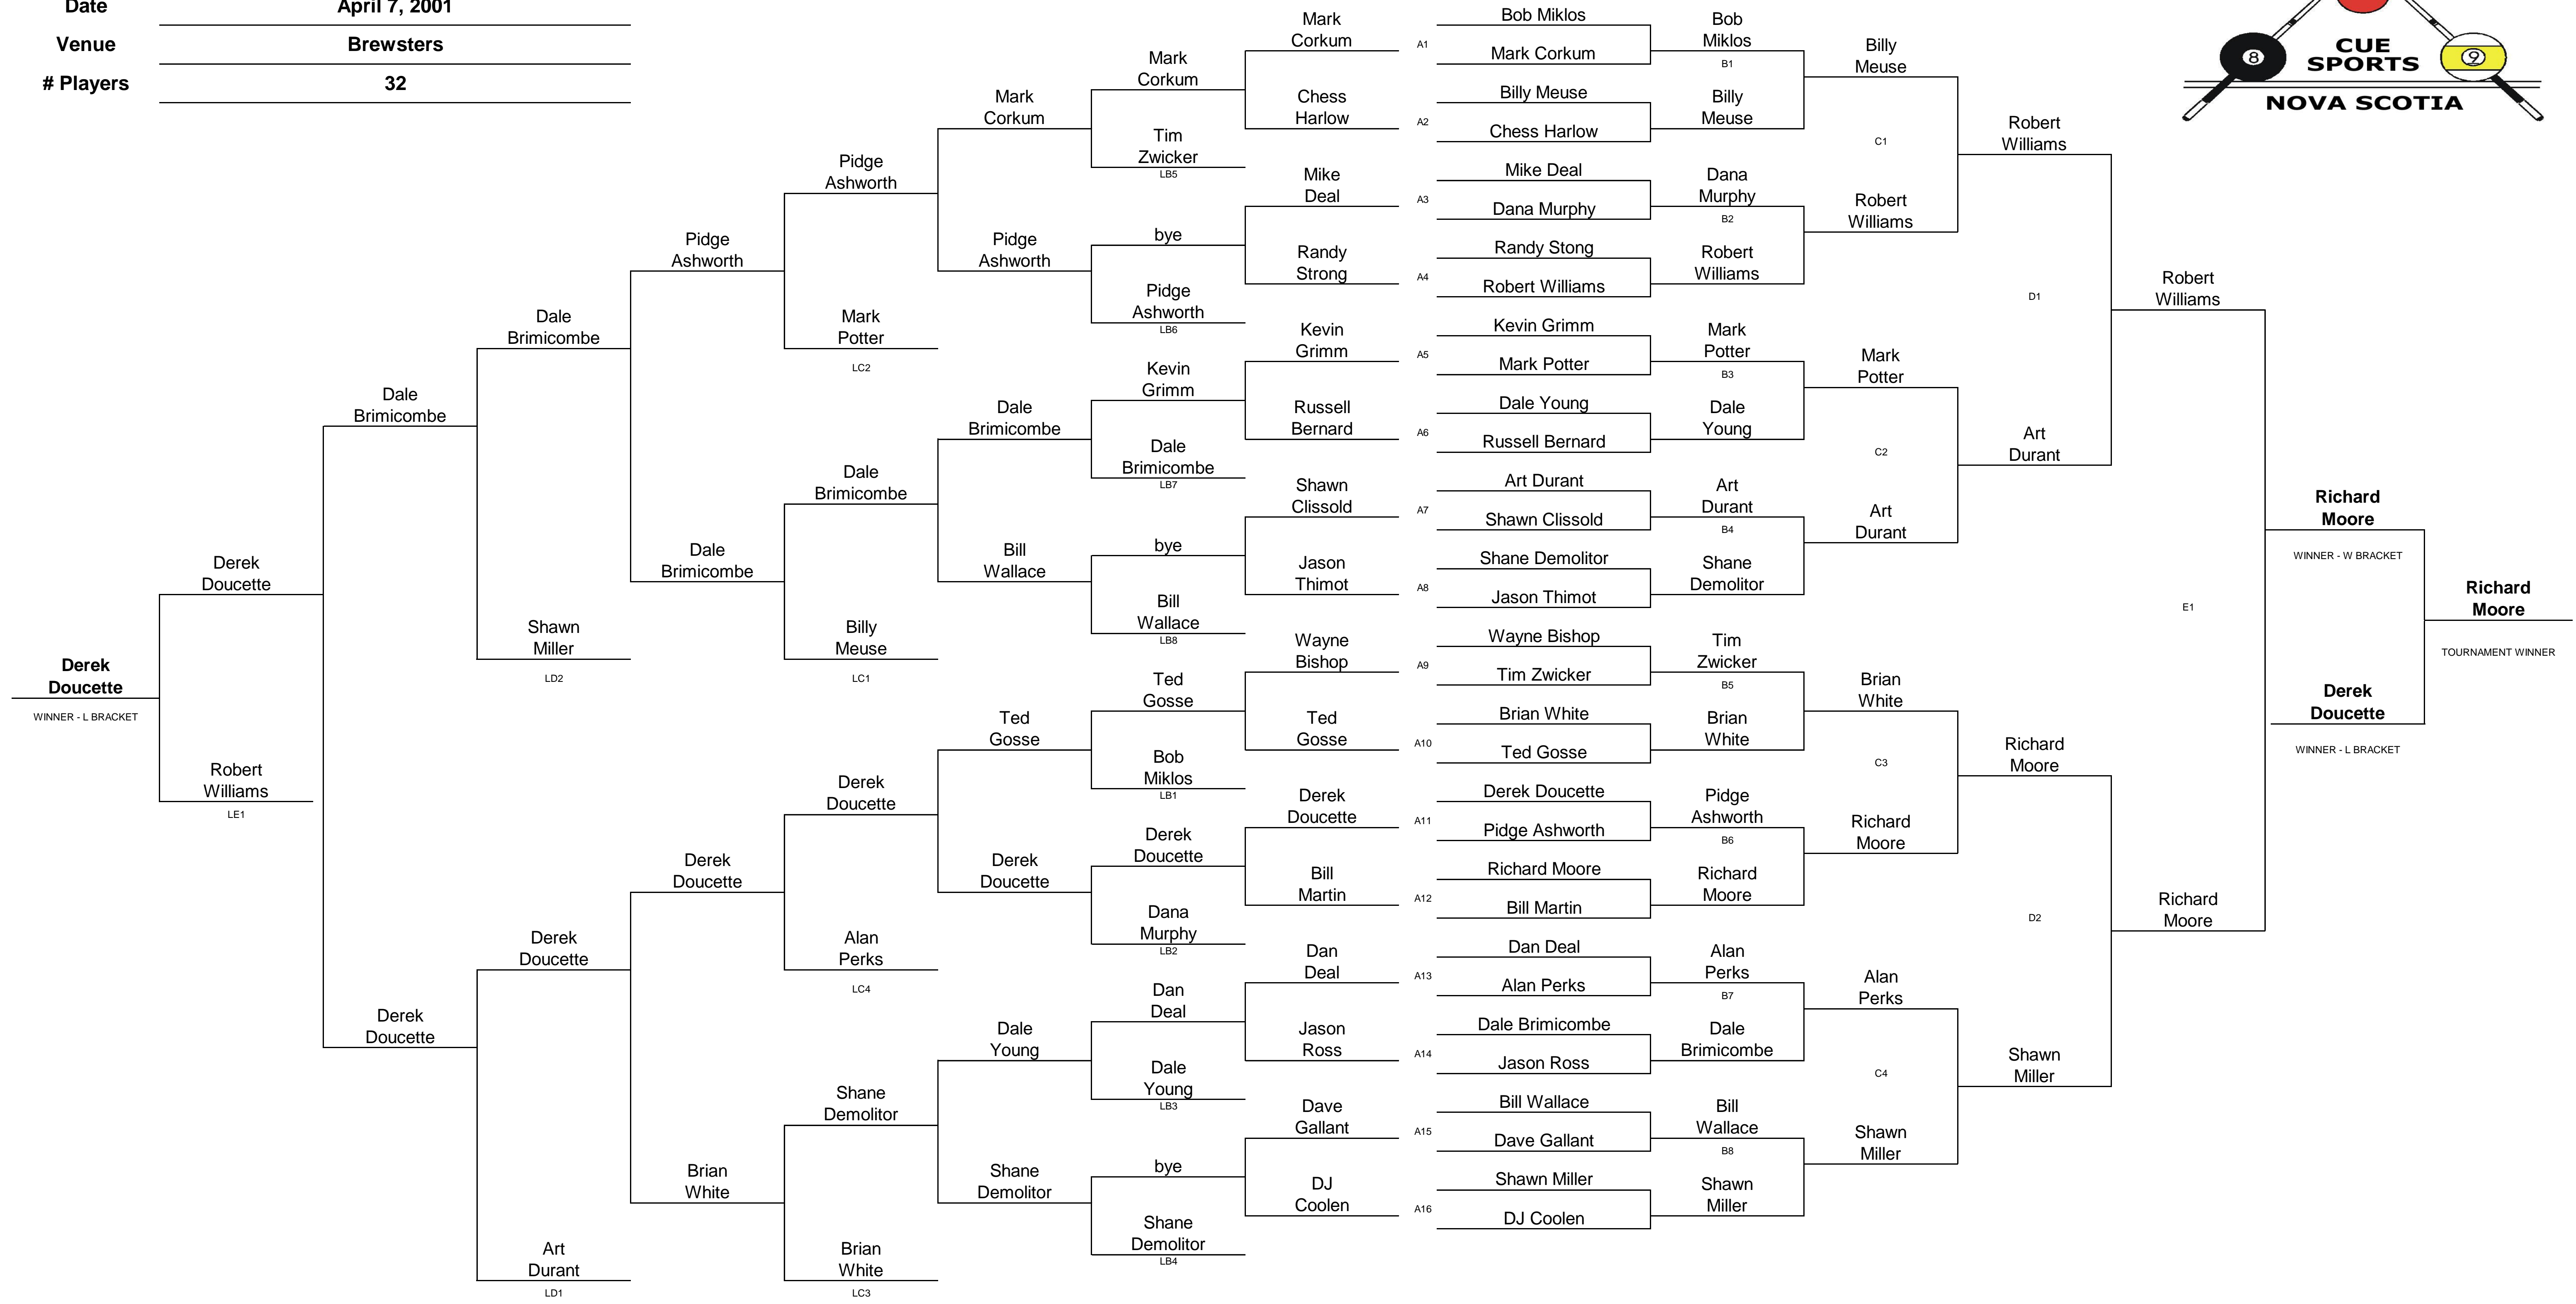 Date
April 7, 2001
Venue
Brewsters
# Players
32
CUE
SPORTS
NOVA SCOTIA
8
9
Derek
Doucette
WINNER - L BRACKET
Derek
Doucette
Robert
Williams
LE1
Dale
Brimicombe
Derek
Doucette
Dale
Brimicombe
Shawn
Miller
LD2
Derek
Doucette
Art
Durant
LD1
Pidge
Ashworth
Dale
Brimicombe
Derek
Doucette
Brian
White
Pidge
Ashworth
Mark
Potter
LC2
Dale
Brimicombe
Billy
Meuse
LC1
Derek
Doucette
Alan
Perks
LC4
Shane
Demolitor
Brian
White
LC3
Mark
Corkum
Pidge
Ashworth
Dale
Brimicombe
Bill
Wallace
Ted
Gosse
Derek
Doucette
Dale
Young
Shane
Demolitor
Mark
Corkum
Tim
Zwicker
LB5
bye
Pidge
Ashworth
LB6
Kevin
Grimm
Dale
Brimicombe
LB7
bye
Bill
Wallace
LB8
Ted
Gosse
Bob
Miklos
LB1
Derek
Doucette
Dana
Murphy
LB2
Dan
Deal
Dale
Young
LB3
bye
Shane
Demolitor
LB4
Mark
Corkum
Chess
Harlow
Mike
Deal
Randy
Strong
Kevin
Grimm
Russell
Bernard
Shawn
Clissold
Jason
Thimot
Wayne
Bishop
Ted
Gosse
Derek
Doucette
Bill
Martin
Dan
Deal
Jason
Ross
Dave
Gallant
DJ
Coolen
A1
A2
A3
A4
A5
A6
A7
A8
A9
A10
A11
A12
A13
A14
A15
A16
Bob Miklos
Mark Corkum
Billy Meuse
Chess Harlow
Mike Deal
Dana Murphy
Randy Stong
Robert Williams
Kevin Grimm
Mark Potter
Dale Young
Russell Bernard
Art Durant
Shawn Clissold
Shane Demolitor
Jason Thimot
Wayne Bishop
Tim Zwicker
Brian White
Ted Gosse
Derek Doucette
Pidge Ashworth
Richard Moore
Bill Martin
Dan Deal
Alan Perks
Dale Brimicombe
Jason Ross
Bill Wallace
Dave Gallant
Shawn Miller
DJ Coolen
Bob
Miklos
B1
Billy
Meuse
Dana
Murphy
B2
Robert
Williams
Mark
Potter
B3
Dale
Young
Art
Durant
B4
Shane
Demolitor
Tim
Zwicker
B5
Brian
White
Pidge
Ashworth
B6
Richard
Moore
Alan
Perks
B7
Dale
Brimicombe
Bill
Wallace
B8
Shawn
Miller
Billy
Meuse
C1
Robert
Williams
Mark
Potter
C2
Art
Durant
Brian
White
C3
Richard
Moore
Alan
Perks
C4
Shawn
Miller
Robert
Williams
D1
Art
Durant
Richard
Moore
D2
Shawn
Miller
Robert
Williams
E1
Richard
Moore
Richard
Moore
WINNER - W BRACKET
Derek
Doucette
WINNER - L BRACKET
Richard
Moore
TOURNAMENT WINNER